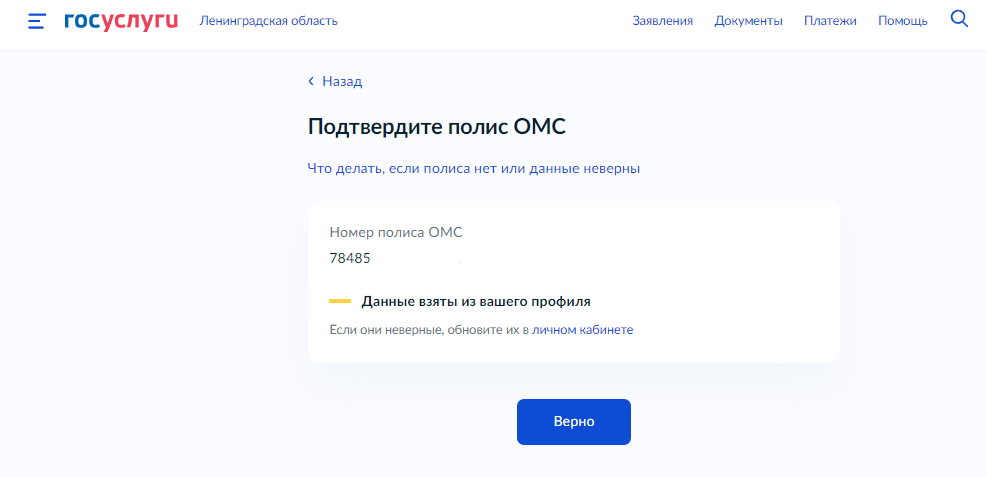 госуслуги Ленинградская область Заявления Документы Платежи Помощь
Назад
Подтвердите полис ОМС
Что делать, если полиса нет или данные неверны
Номер полиса ОМС
78485
Данные взяты из вашего профиля
Если они неверные, обновите их в личном кабинете
Верно